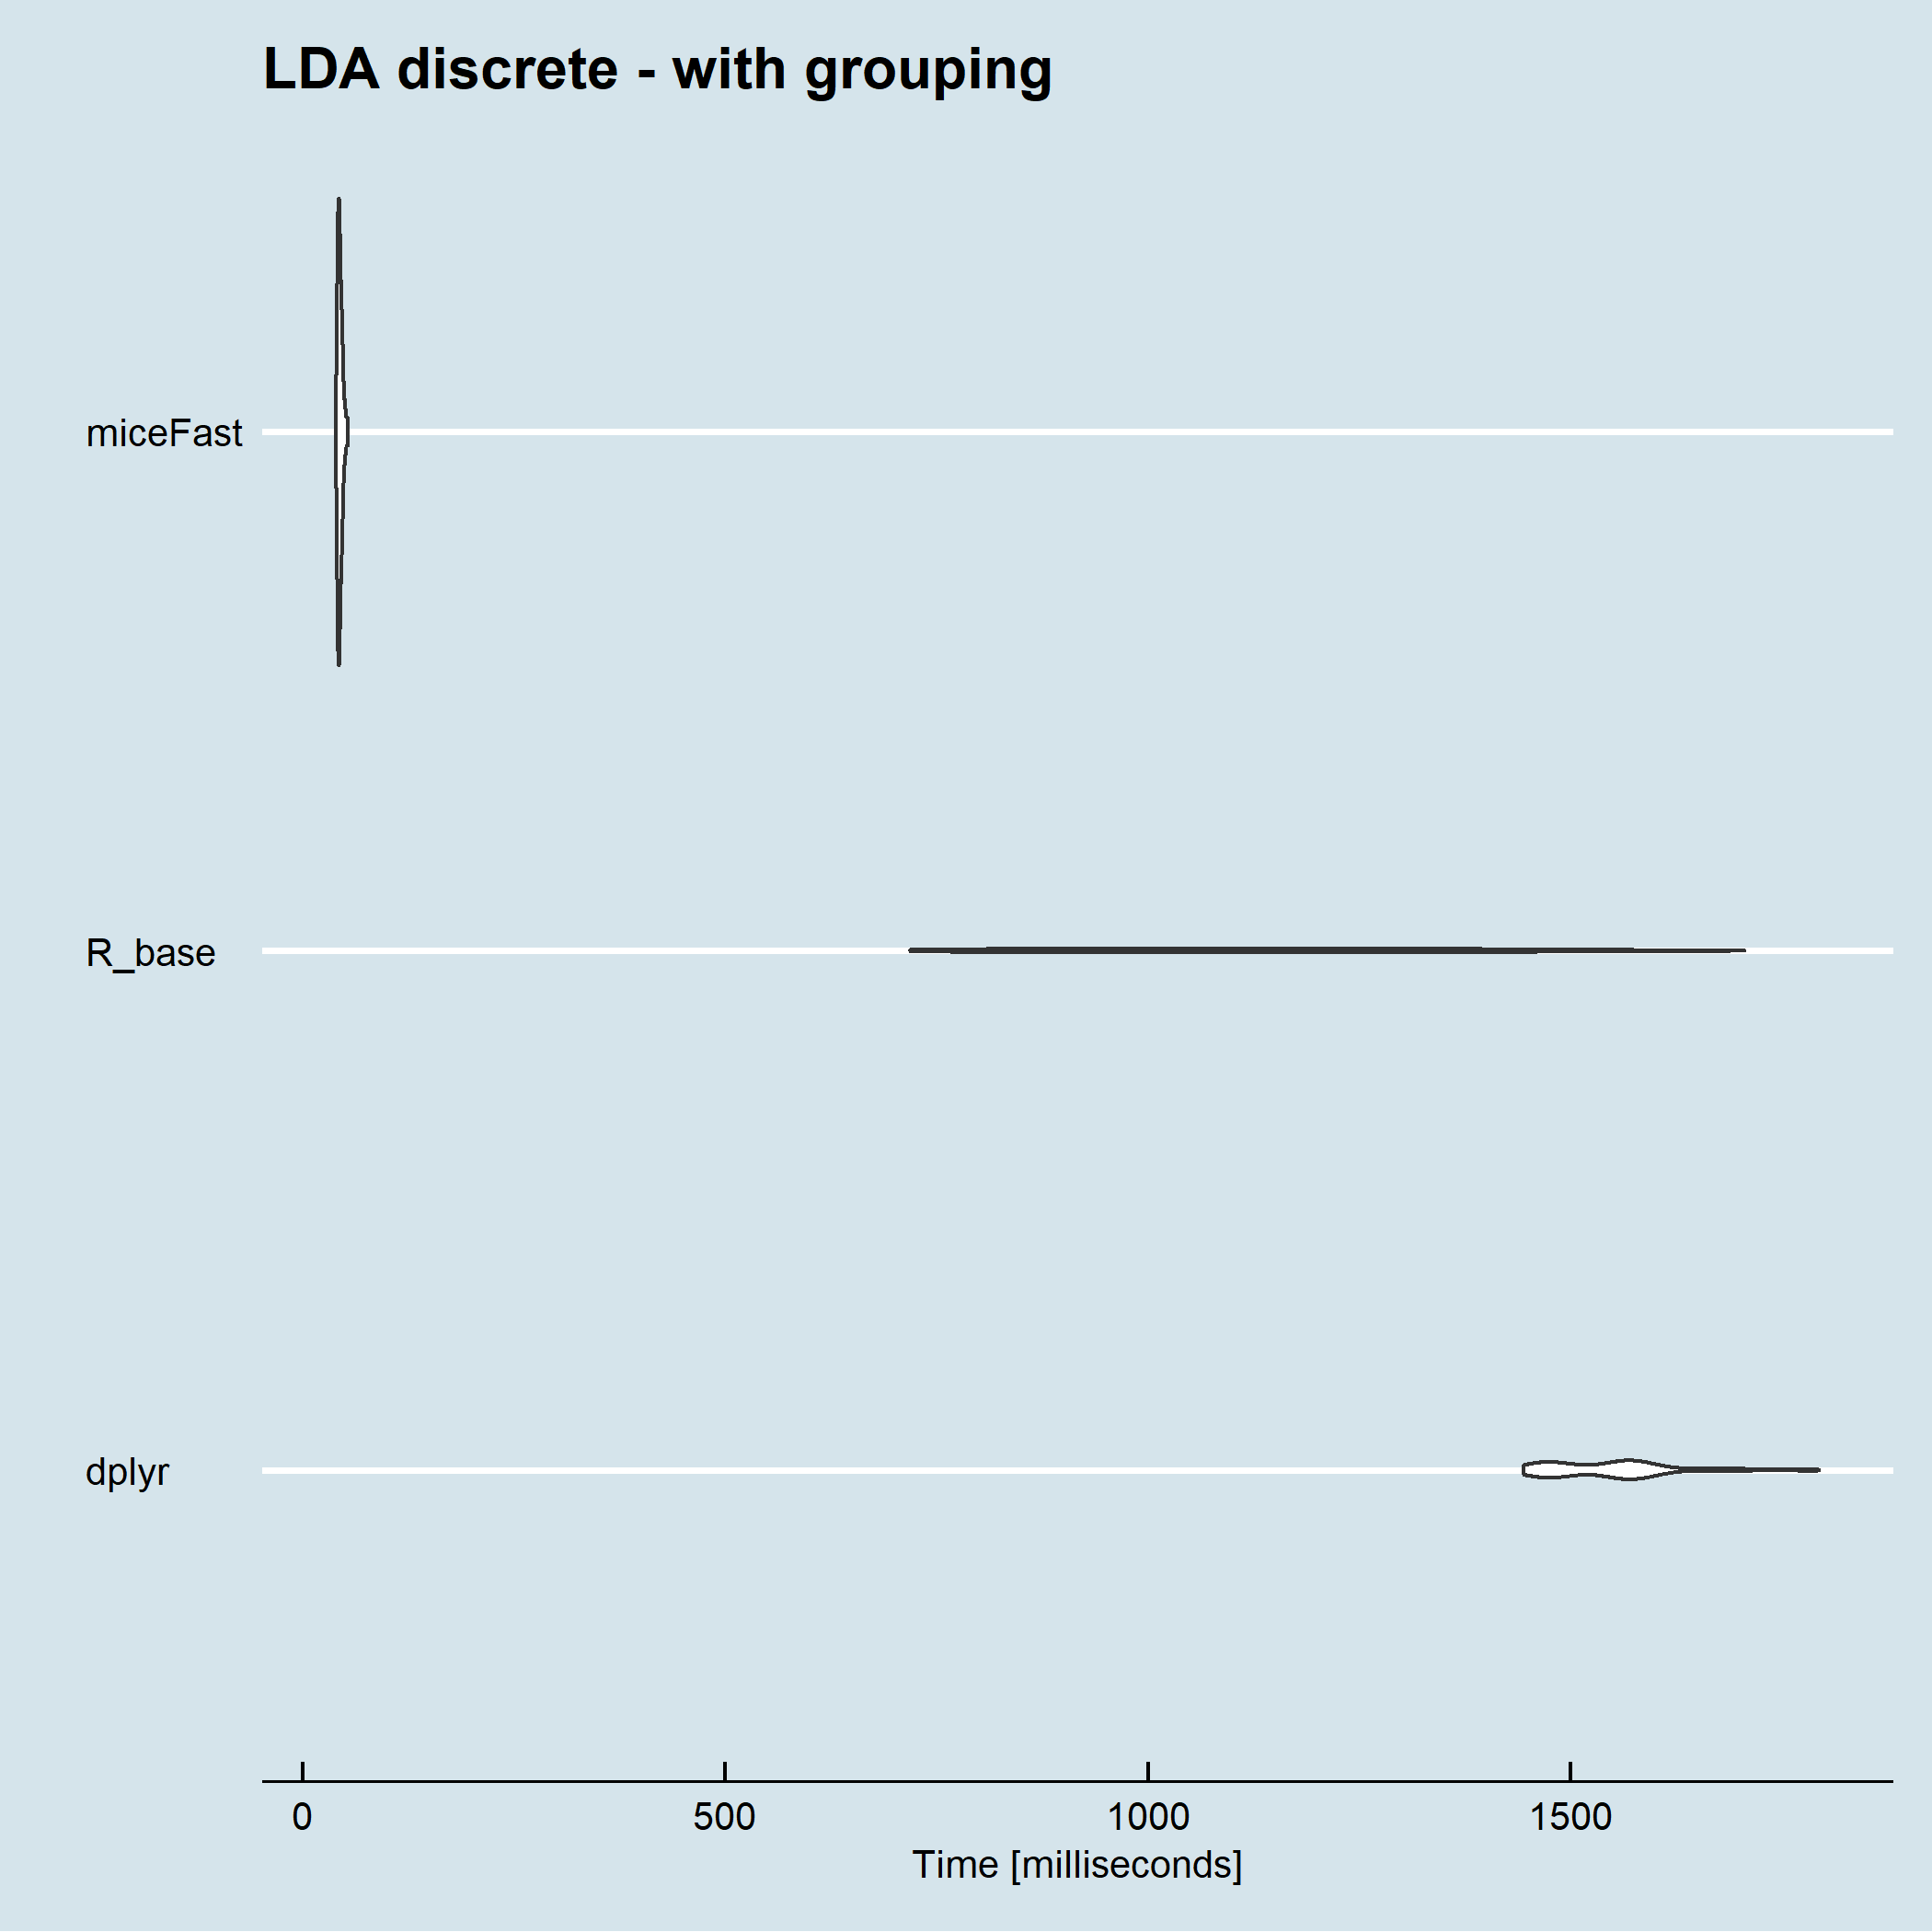 LDA discrete - with grouping
miceFast
R_base
dplyr
0 500 1000 1500
Time [milliseconds]